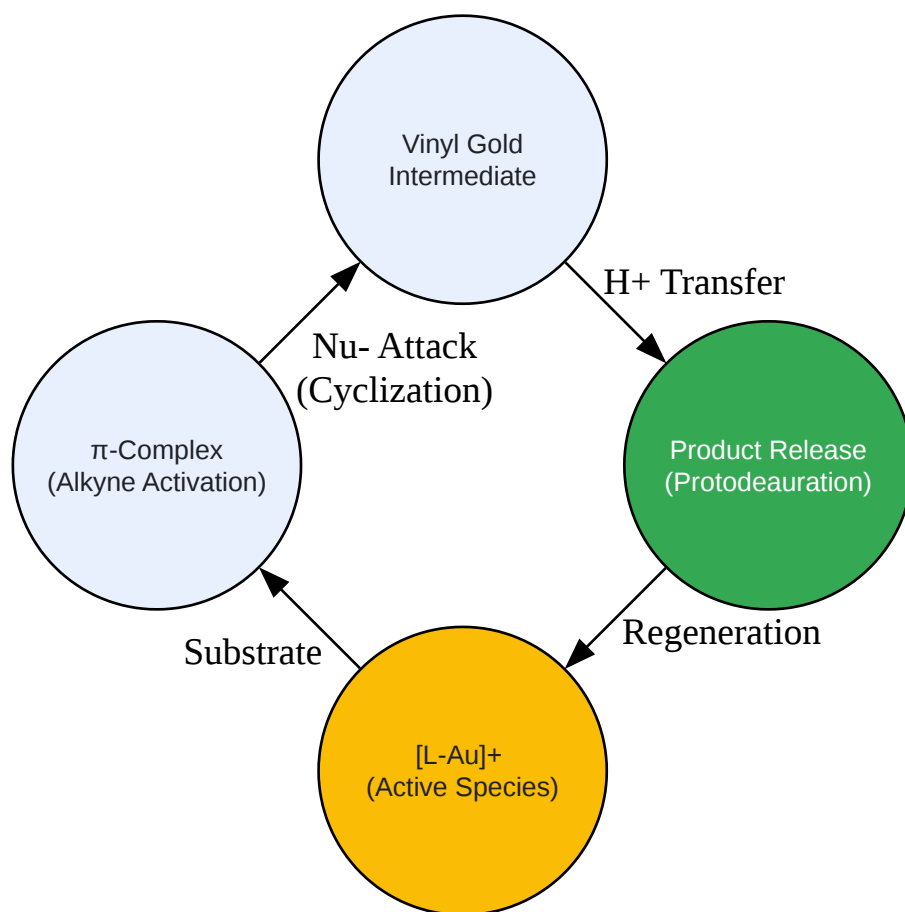 Vinyl Gold
Intermediate
H+ Transfer
Nu- Attack
(Cyclization)
π-Complex
(Alkyne Activation)
Product Release
(Protodeauration)
Substrate
Regeneration
[L-Au]+
(Active Species)